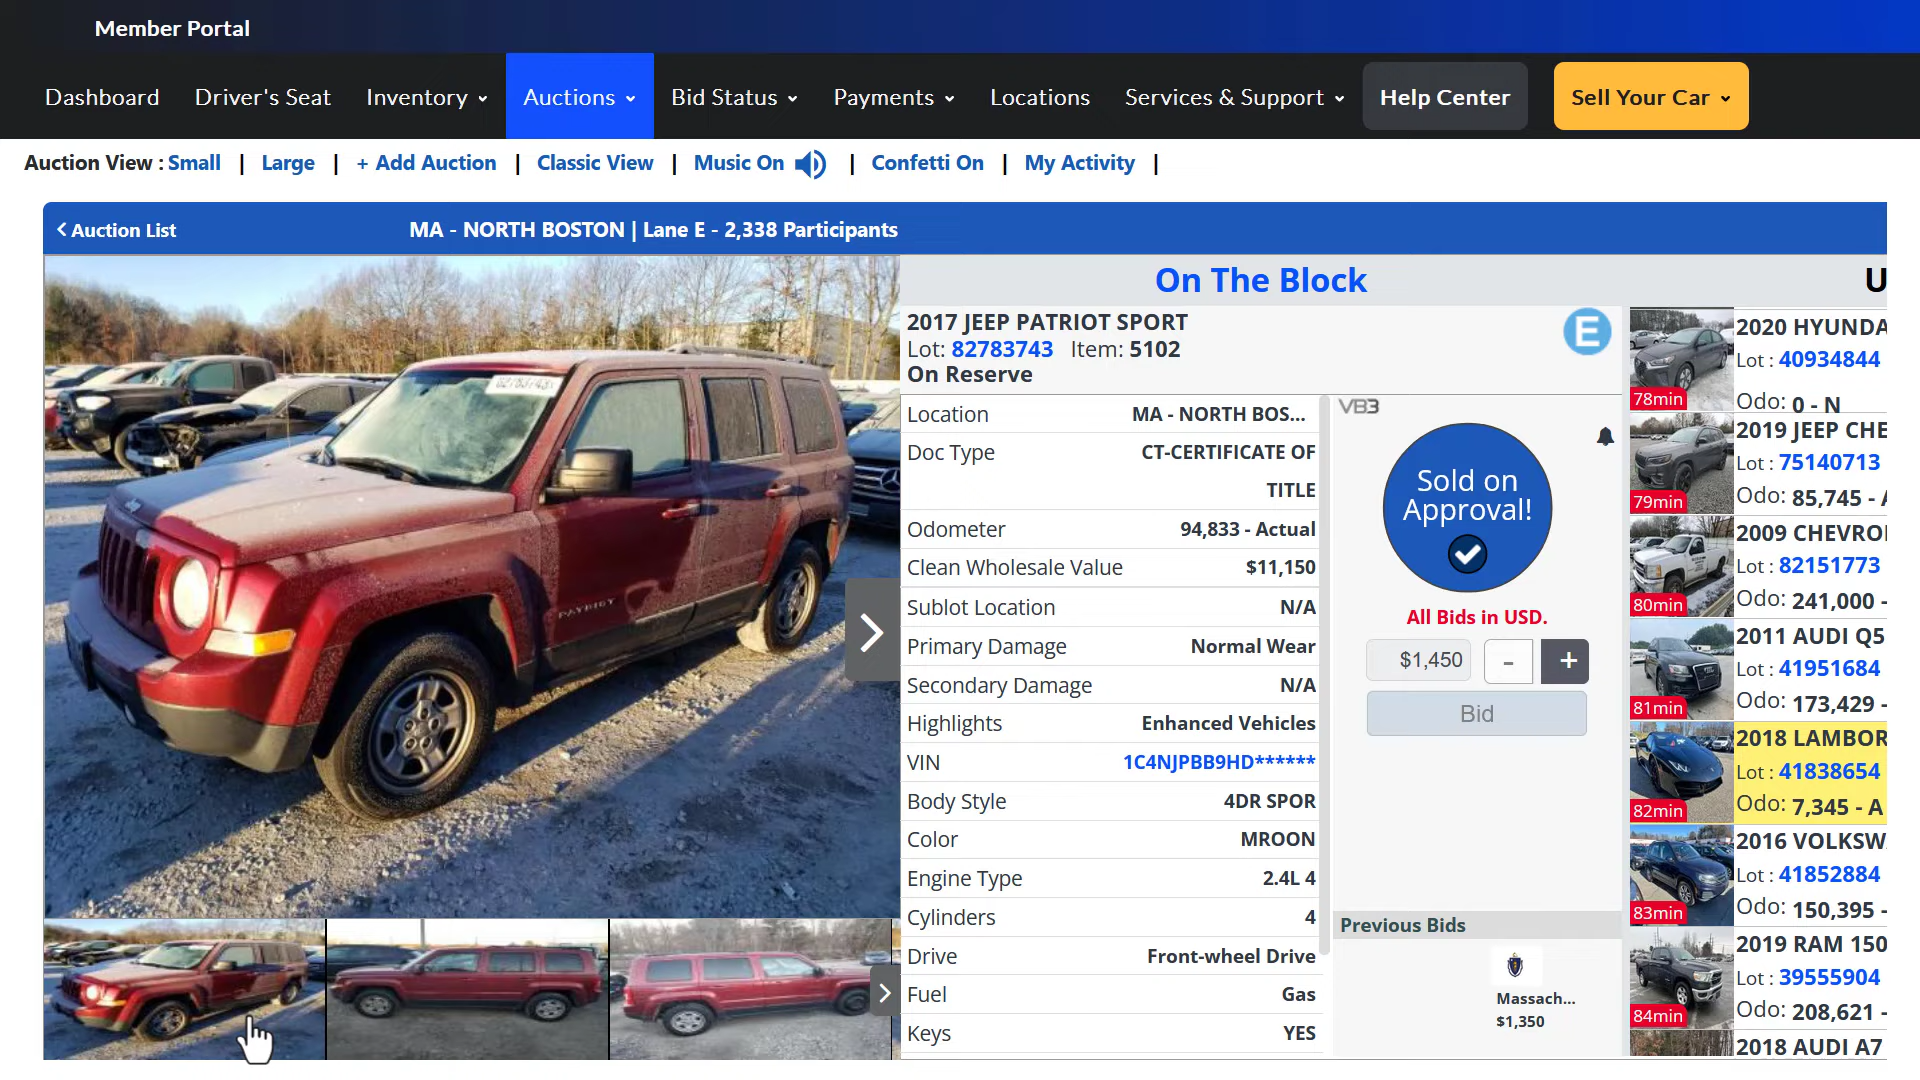 Member Portal
Dashboard Driver's Seat Inventory Auctions Bid Status Payments Locations Services & Support Help Center Sell Your Car
Auction View : Small | Large | + Add Auction | Classic View | Music On | Confetti On | My Activity |
Auction List MA - NORTH BOSTON | Lane E - 2,338 Participants
On The Block U
2017 JEEP PATRIOT SPORT
Lot: 82783743 Item: 5102
On Reserve
E
Location MA - NORTH BOS...
Doc Type CT-CERTIFICATE OF
TITLE
Odometer 94,833 - Actual
Clean Wholesale Value $11,150
Sublot Location N/A
Primary Damage Normal Wear
Secondary Damage N/A
Highlights Enhanced Vehicles
VIN 1C4NJPBB9HD******
Body Style 4DR SPOR
Color MROON
Engine Type 2.4L 4
Cylinders 4
Drive Front-wheel Drive
Fuel Gas
Keys YES
VB3
Sold on
Approval!
All Bids in USD.
$1,450 - +
Bid
Previous Bids
Massach...
$1,350
2020 HYUNDA
Lot : 40934844
Odo: 0 - N
78min
2019 JEEP CHE
Lot : 75140713
Odo: 85,745 - A
79min
2009 CHEVROL
Lot : 82151773
Odo: 241,000 -
80min
2011 AUDI Q5
Lot : 41951684
Odo: 173,429 -
81min
2018 LAMBOR
Lot : 41838654
Odo: 7,345 - A
82min
2016 VOLKSW
Lot : 41852884
Odo: 150,395 -
83min
2019 RAM 150
Lot : 39555904
Odo: 208,621 -
84min
2018 AUDI A7
PATRIOT